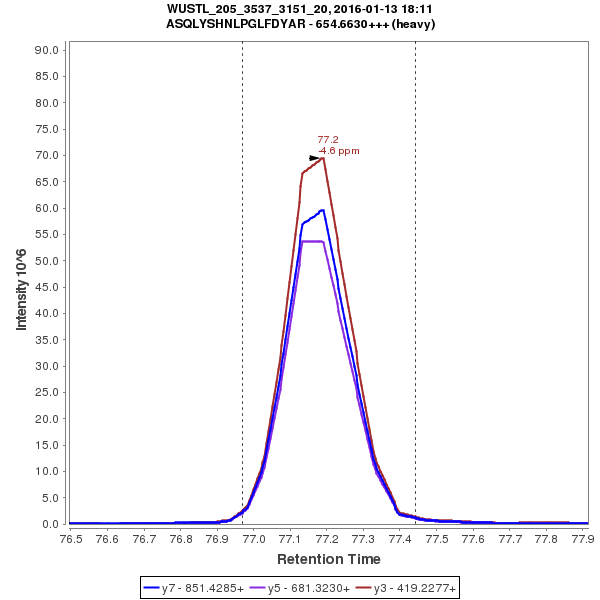 WUSTL_205_3537_3151_20, 2016-01-13 18:11
ASQLYSHNLPGLFDYAR - 654.6630+++ (heavy)
90.0
85.0
80.0
75.0
70.0
65.0
60.0
55.0
50.0
45.0
40.0
35.0
30.0
25.0
20.0
15.0
10.0
5.0
0.0
Intensity 10^6
77.2
-4.6 ppm
76.5 76.6 76.7 76.8 76.9 77.0 77.1 77.2 77.3 77.4 77.5 77.6 77.7 77.8 77.9
Retention Time
y7 - 851.4285+ y5 - 681.3230+ y3 - 419.2277+